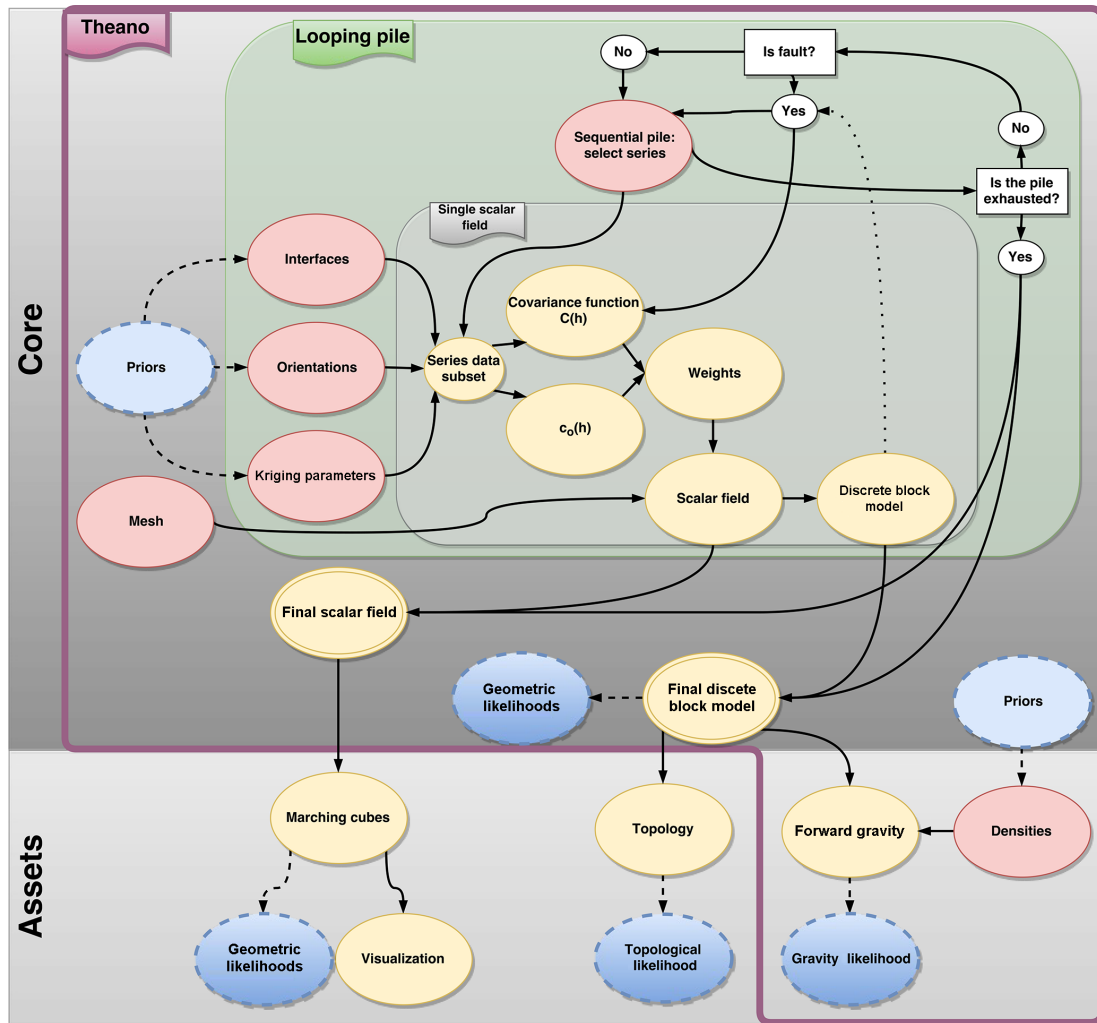 Theano
Looping pile
No
Is fault?
Yes
No
Sequential pile:
select series
Is the pile
exhausted?
Yes
Single scalar
field
Interfaces
Covariance function
C(h)
Core
Priors
Orientations
Series data
subset
Weights
c₀(h)
Kriging parameters
Mesh
Scalar field
Discrete block
model
Final scalar field
Geometric
likelihoods
Final discete
block model
Priors
Assets
Marching cubes
Topology
Forward gravity
Densities
Geometric
likelihoods
Visualization
Topological
likelihood
Gravity likelihood